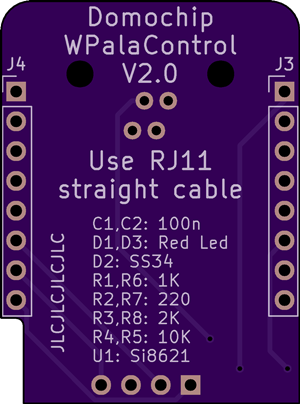 Domochip
WPalaControl
V2.0
J4
J3
Use RJ11
straight cable
C1,C2: 100n
D1,D3: Red Led
D2: SS34
R1,R6: 1K
R2,R7: 220
R3,R8: 2K
R4,R5: 10K
U1: Si8621
JLCJLCJLCJLC